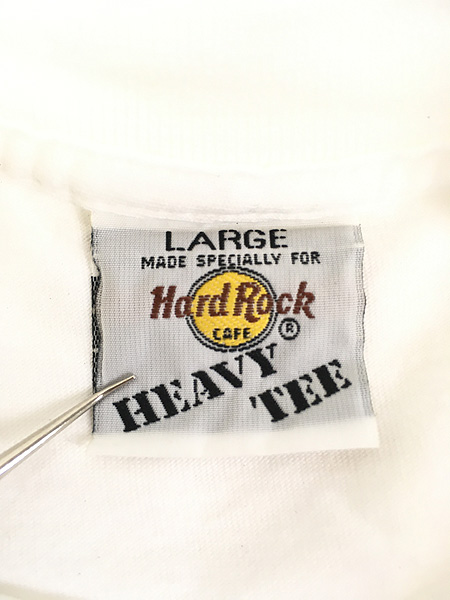 LARGE
MADE SPECIALLY FOR
Hard Rock
CAFE ®
HEAVY
TEE